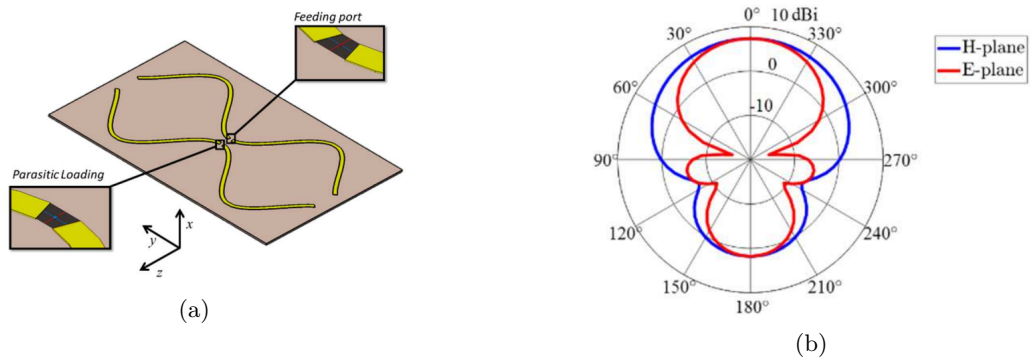 Feeding port
Parasitic Loading
x
y
z
(a)
0° 10 dBi
30° 330°
0
60° 300°
-10
90° 270°
120° 240°
150° 210°
180°
H-plane
E-plane
(b)